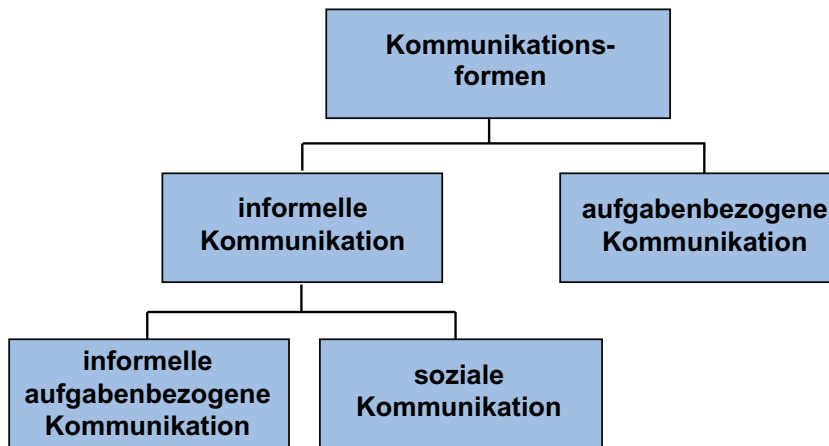 Kommunikations-
formen
informelle
Kommunikation
aufgabenbezogene
Kommunikation
informelle
aufgabenbezogene
Kommunikation
soziale
Kommunikation